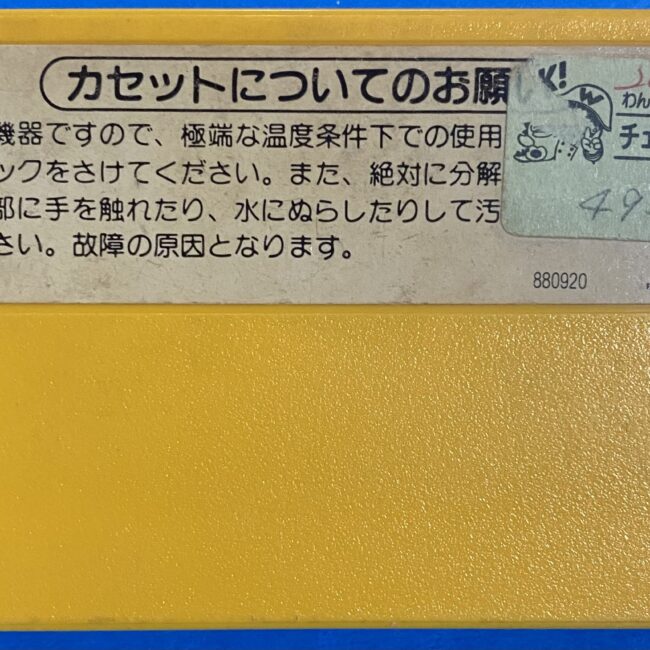 カセットについてのお願
K!
わん
チェ
機器ですので、極端な温度条件下での使用
ックをさけてください。また、絶対に分解
部に手を触れたり、水にぬらしたりして汚
さい。故障の原因となります。
880920